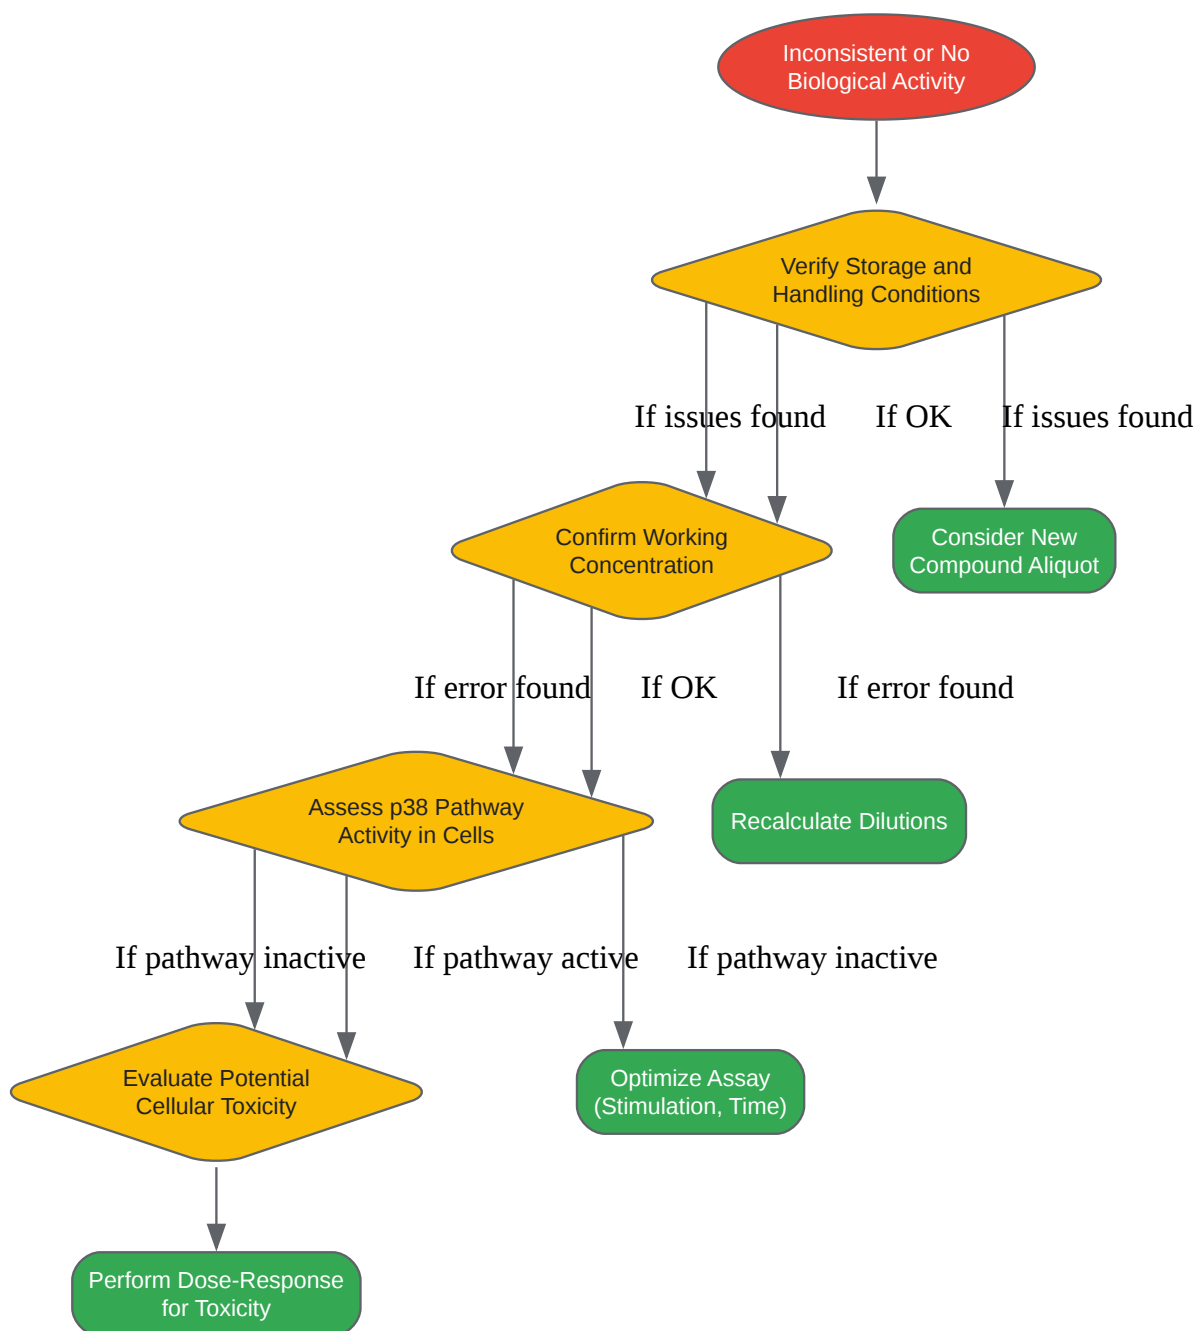 Inconsistent or No
Biological Activity
Verify Storage and
Handling Conditions
If issues found
If OK
If issues found
Confirm Working
Concentration
Consider New
Compound Aliquot
If error found
If OK
If error found
Assess p38 Pathway
Activity in Cells
Recalculate Dilutions
If pathway inactive
If pathway active
If pathway inactive
Evaluate Potential
Cellular Toxicity
Optimize Assay
(Stimulation, Time)
Perform Dose-Response
for Toxicity